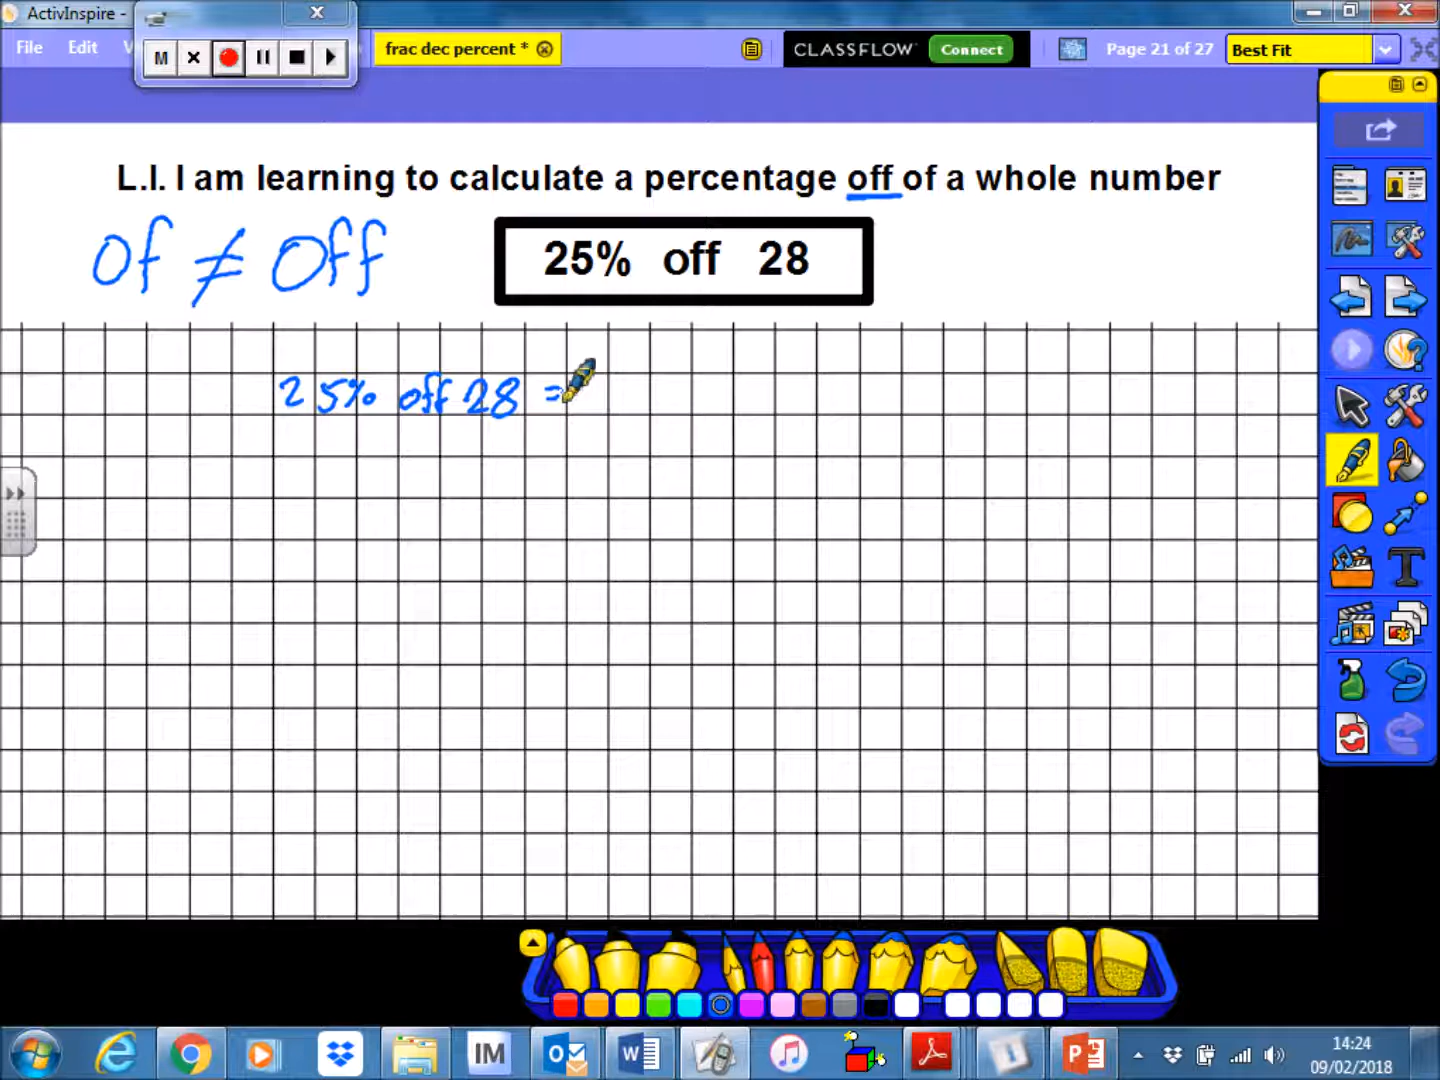 ActivInspire -
File Edit V
M
frac dec percent *
CLASSFLOW Connect
Page 21 of 27
Best Fit
L.I. I am learning to calculate a percentage off of a whole number
of ≠ off
25% off 28
25% off 28 =
T
IM
14:24
09/02/2018